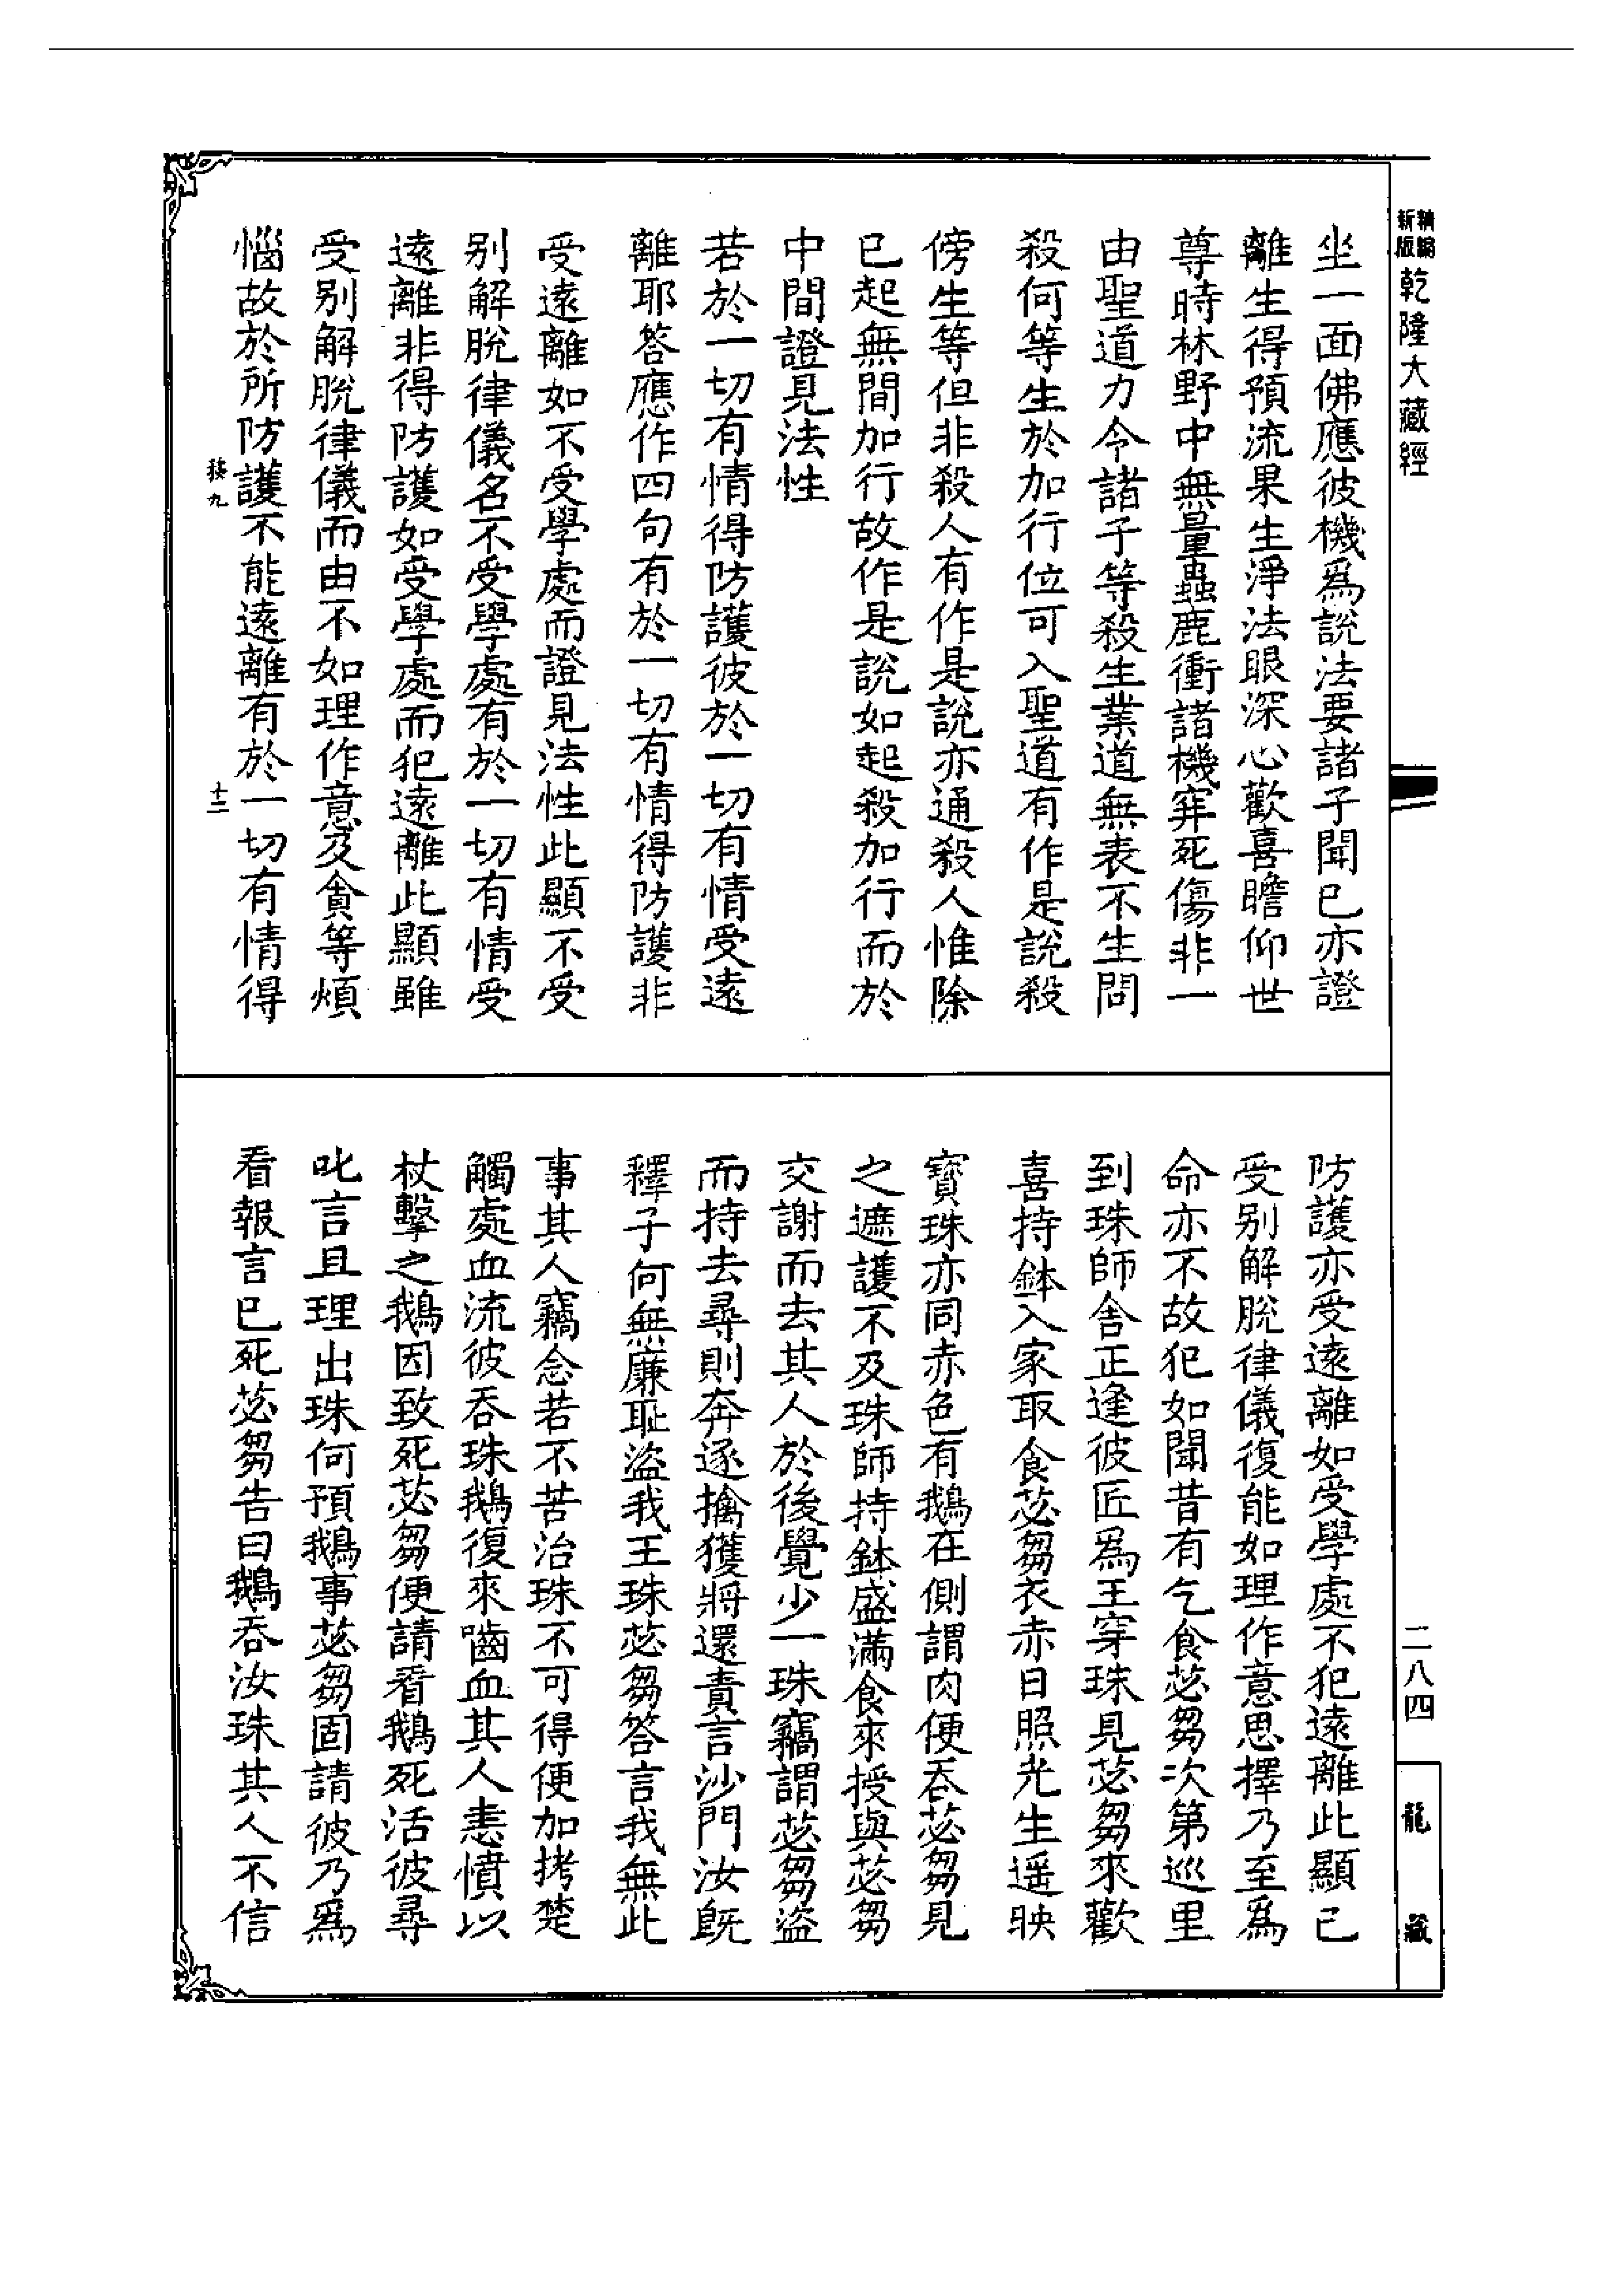 精縮
新版
乾隆大藏經
坐一面佛應彼機爲說法要諸子聞已亦證
離生得預流果生淨法眼深心歡喜瞻仰世
尊時林野中無量蟲鹿衝諸機穽死傷非一
由聖道力令諸子等殺生業道無表不生問
殺何等生於加行位可入聖道有作是說殺
傍生等但非殺人有作是說亦通殺人惟除
已起無間加行故作是說如起殺加行而於
中間證見法性
若於一切有情得防護彼於一切有情受遠
離耶答應作四句有於一切有情得防護非
受遠離如不受學處而證見法性此顯不受
别解脫律儀名不受學處有於一切有情受
遠離非得防護如受學處而犯遠離此顯雖
受别解脫律儀而由不如理作意及貪等煩
惱故於所防護不能遠離有於一切有情得
九
十三
防護亦受遠離如受學處不犯遠離此顯已
受别解脫律儀復能如理作意思擇乃至爲
命亦不故犯如聞昔有乞食苾芻次第巡里
到珠師舍正逢彼匠爲王穿珠見苾芻來歡
喜持鉢入家取食苾芻衣赤日照光生遥映
寶珠亦同赤色有鵝在側謂肉便吞苾芻見
之遮護不及珠師持鉢盛滿食來授與苾芻
交謝而去其人於後覺少一珠竊謂苾芻盜
而持去尋則奔逐擒獲將還責言沙門汝旣
釋子何無廉耻盜我王珠苾芻答言我無此
事其人竊念若不苦治珠不可得便加拷楚
觸處血流彼吞珠鵝復來嚙血其人恚憤以
杖擊之鵝因致死苾芻便請看鵝死活彼尋
叱言且理出珠何預鵝事苾芻固請彼乃爲
看報言已死苾芻告曰鵝吞汝珠其人不信
二八四
龍藏